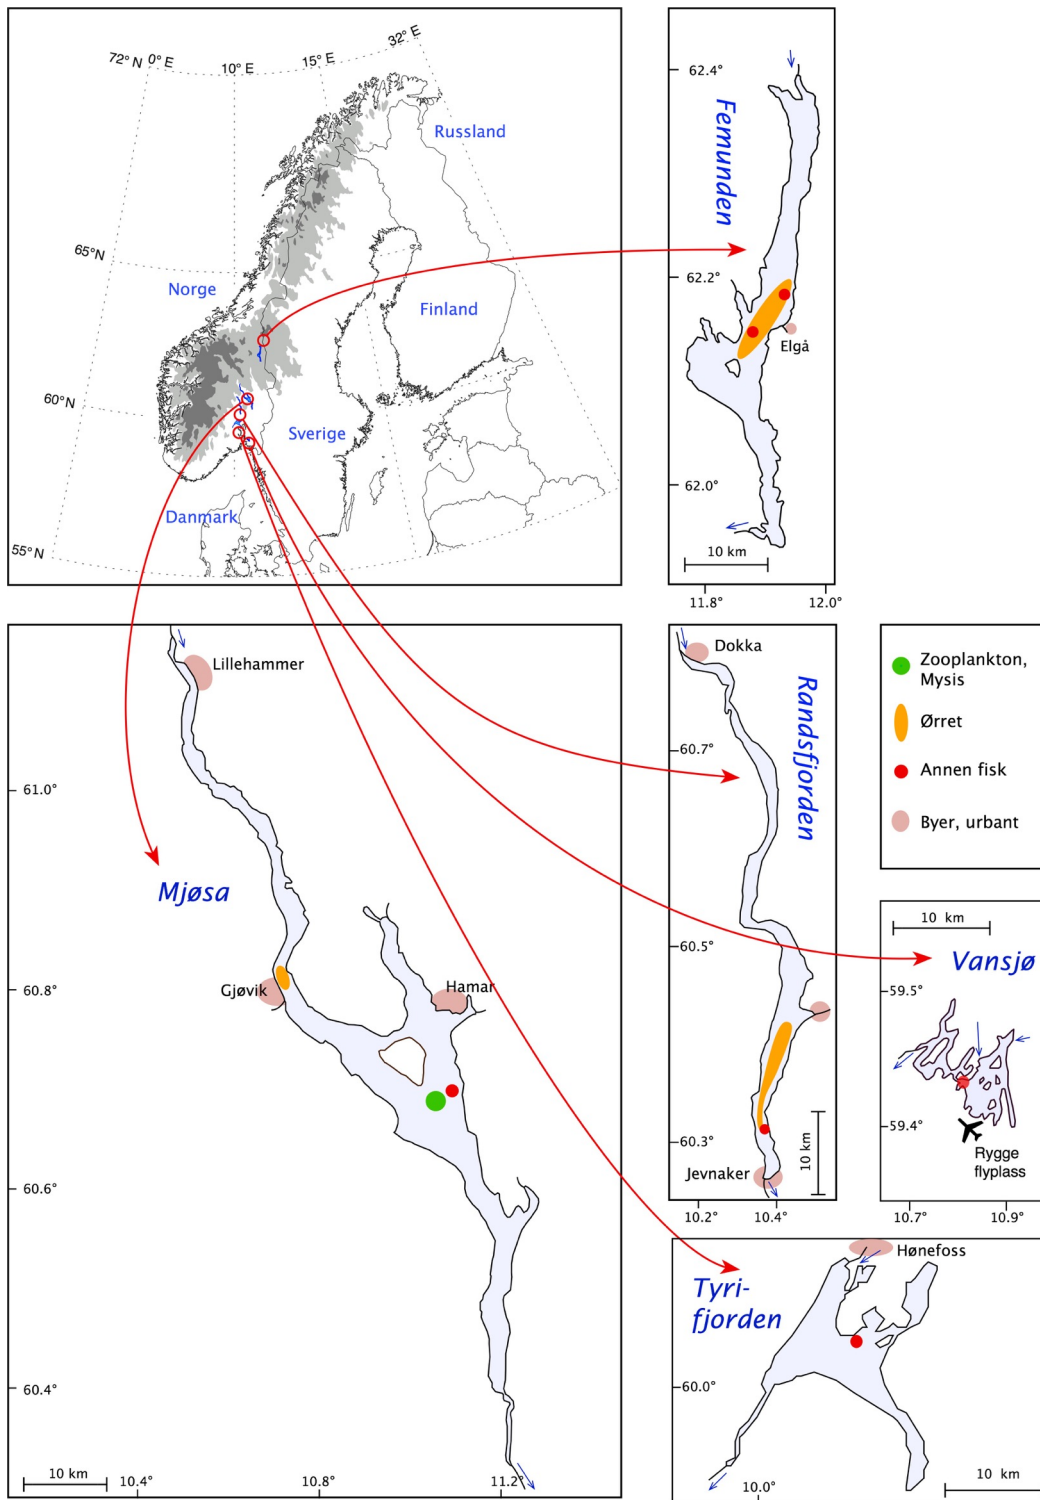 72° N
0° E
10° E
15° E
32° E
65°N
60°N
55° N
Russland
Norge
Finland
Sverige
Danmark
62.4°
62.2°
62.0°
Femunden
Elgå
10 km
11.8°
12.0°
Lillehammer
61.0°
Mjøsa
Gjøvik
60.8°
Hamar
60.6°
60.4°
10 km
10.4°
10.8°
11.2°
Dokka
Randsfjorden
60.7°
60.5°
60.3°
10 km
Jevnaker
10.2°
10.4°
Zooplankton,
Mysis
Ørret
Annen fisk
Byer, urbant
10 km
Vansjø
59.5°
59.4°
Rygge
flyplass
10.7°
10.9°
Hønefoss
Tyri-
fjorden
60.0°
10.0°
10 km